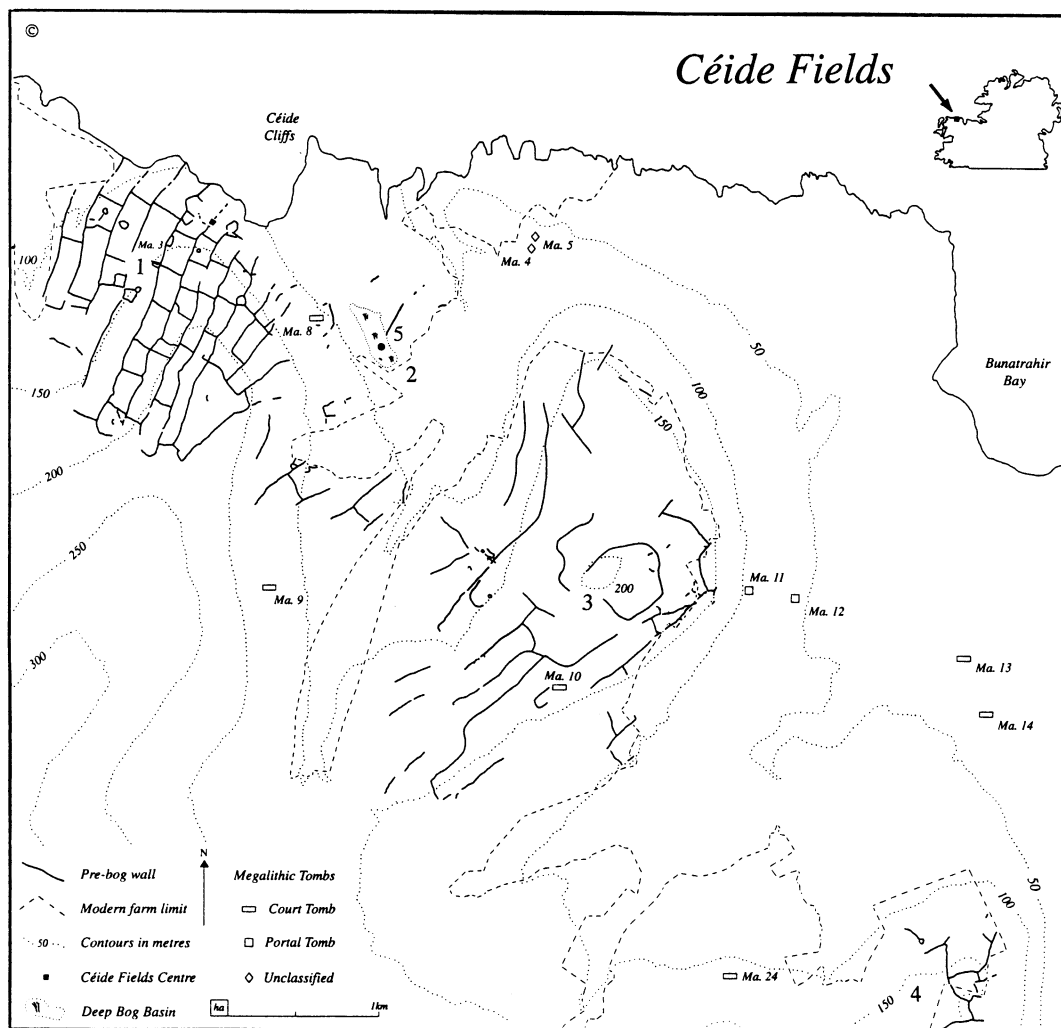 ©
Céide Fields
Céide
Cliffs
Ma. 3
1
100
Ma. 5
Ma. 4
Ma. 8
5
2
50
100
150
Bunatrahir
Bay
150
200
250
300
Ma. 9
200
3
Ma. 11
Ma. 12
Ma. 10
Ma. 13
Ma. 14
50
100
Ma. 24
150
4
N
Pre-bog wall
Modern farm limit
50 Contours in metres
Céide Fields Centre
Deep Bog Basin
Megalithic Tombs
Court Tomb
Portal Tomb
Unclassified
ha 1km